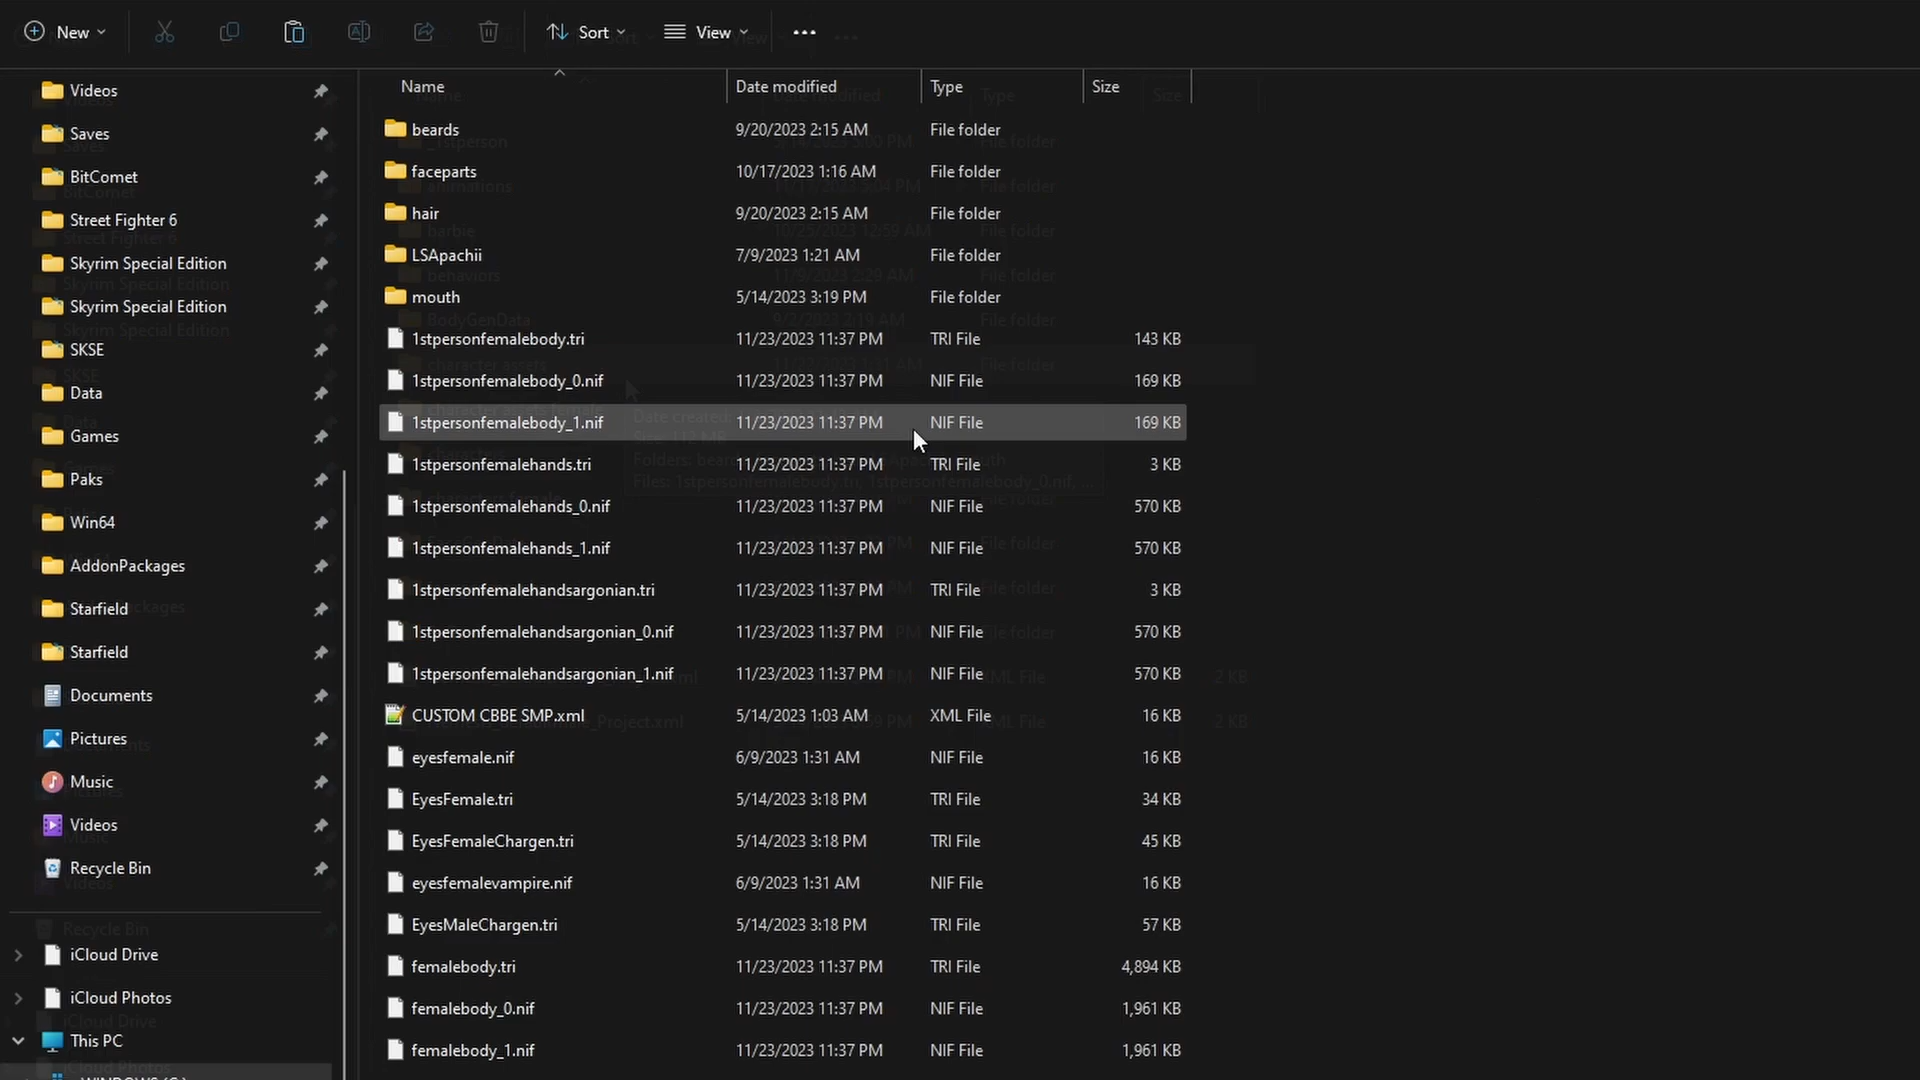 New Sort View
Name Date modified Type Size
Videos
Saves
BitComet
Street Fighter 6
Skyrim Special Edition
Skyrim Special Edition
SKSE
Data
Games
Paks
Win64
AddonPackages
Starfield
Starfield
Documents
Pictures
Music
Videos
Recycle Bin
iCloud Drive
iCloud Photos
This PC
beards 9/20/2023 2:15 AM File folder
faceparts 10/17/2023 1:16 AM File folder
hair 9/20/2023 2:15 AM File folder
LSApachii 7/9/2023 1:21 AM File folder
mouth 5/14/2023 3:19 PM File folder
1stpersonfemalebody.tri 11/23/2023 11:37 PM TRI File 143 KB
1stpersonfemalebody_0.nif 11/23/2023 11:37 PM NIF File 169 KB
1stpersonfemalebody_1.nif 11/23/2023 11:37 PM NIF File 169 KB
1stpersonfemalehands.tri 11/23/2023 11:37 PM TRI File 3 KB
1stpersonfemalehands_0.nif 11/23/2023 11:37 PM NIF File 570 KB
1stpersonfemalehands_1.nif 11/23/2023 11:37 PM NIF File 570 KB
1stpersonfemalehandsargonian.tri 11/23/2023 11:37 PM TRI File 3 KB
1stpersonfemalehandsargonian_0.nif 11/23/2023 11:37 PM NIF File 570 KB
1stpersonfemalehandsargonian_1.nif 11/23/2023 11:37 PM NIF File 570 KB
CUSTOM CBBE SMP.xml 5/14/2023 1:03 AM XML File 16 KB
eyesfemale.nif 6/9/2023 1:31 AM NIF File 16 KB
EyesFemale.tri 5/14/2023 3:18 PM TRI File 34 KB
EyesFemaleChargen.tri 5/14/2023 3:18 PM TRI File 45 KB
eyesfemalevampire.nif 6/9/2023 1:31 AM NIF File 16 KB
EyesMaleChargen.tri 5/14/2023 3:18 PM TRI File 57 KB
femalebody.tri 11/23/2023 11:37 PM TRI File 4,894 KB
femalebody_0.nif 11/23/2023 11:37 PM NIF File 1,961 KB
femalebody_1.nif 11/23/2023 11:37 PM NIF File 1,961 KB